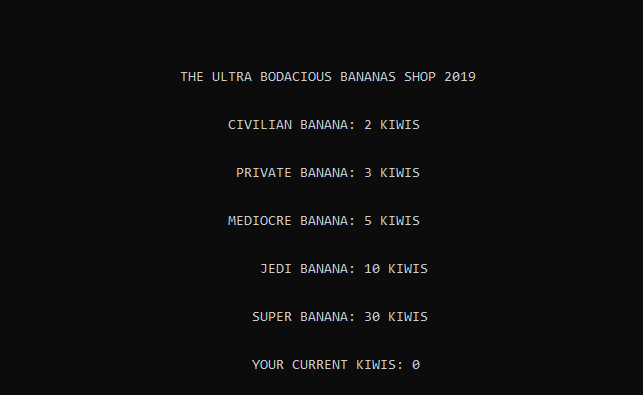 THE ULTRA BODACIOUS BANANAS SHOP 2019
CIVILIAN BANANA: 2 KIWIS
PRIVATE BANANA: 3 KIWIS
MEDIOCRE BANANA: 5 KIWIS
JEDI BANANA: 10 KIWIS
SUPER BANANA: 30 KIWIS
YOUR CURRENT KIWIS: 0